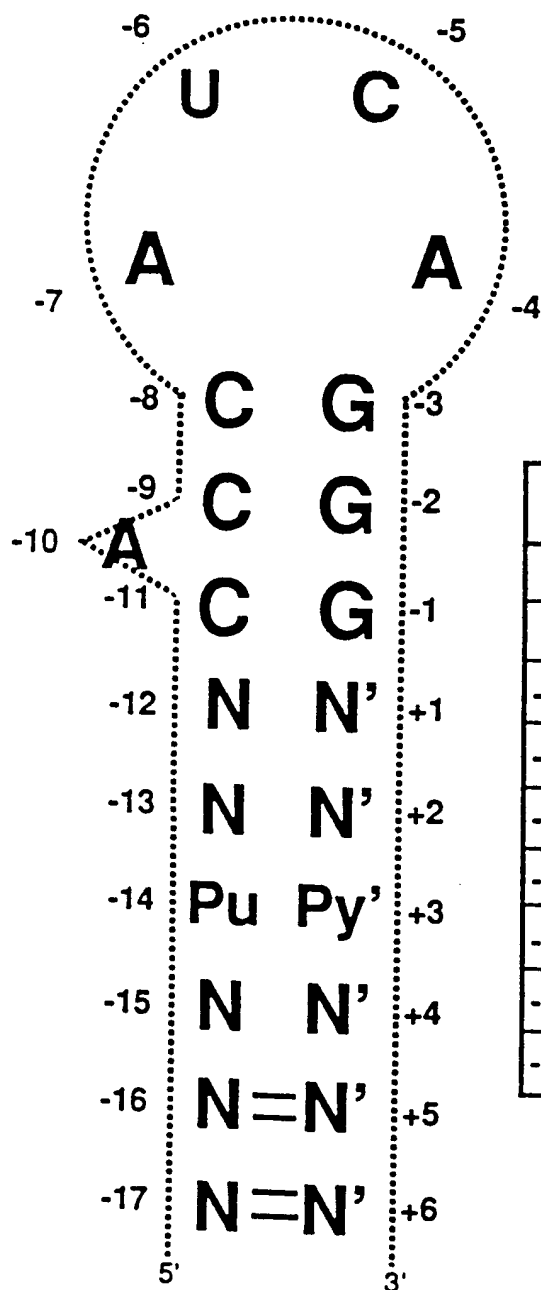 -6 -5
U C
A A
-7 -4
-8 C G -3
-9 C G -2
-10 A
-11 C G -1
-12 N N' +1
-13 N N' +2
-14 Pu Py' +3
-15 N N' +4
-16 N = N' +5
-17 N = N' +6
5' 3'